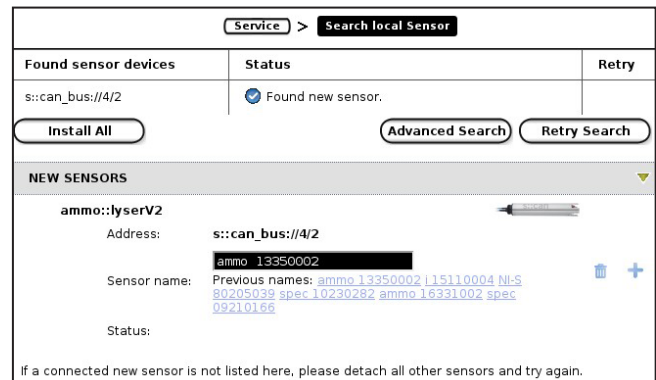 Service > Search local Sensor
Found sensor devices Status Retry
s::can_bus://4/2 Found new sensor.
Install All Advanced Search Retry Search
NEW SENSORS
ammo::lyserV2
Address: s::can_bus://4/2
ammo 13350002
Sensor name: Previous names: ammo 13350002 i 15110004 NI-S
80205039 spec 10230282 ammo 16331002 spec
09210166
Status:
If a connected new sensor is not listed here, please detach all other sensors and try again.